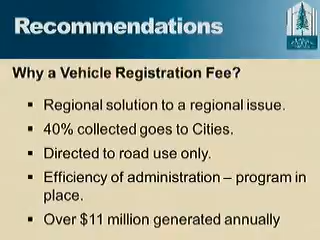 Recommendations
Why a Vehicle Registration Fee?
▪ Regional solution to a regional issue.
▪ 40% collected goes to Cities.
▪ Directed to road use only.
▪ Efficiency of administration – program in
place.
▪ Over $11 million generated annually